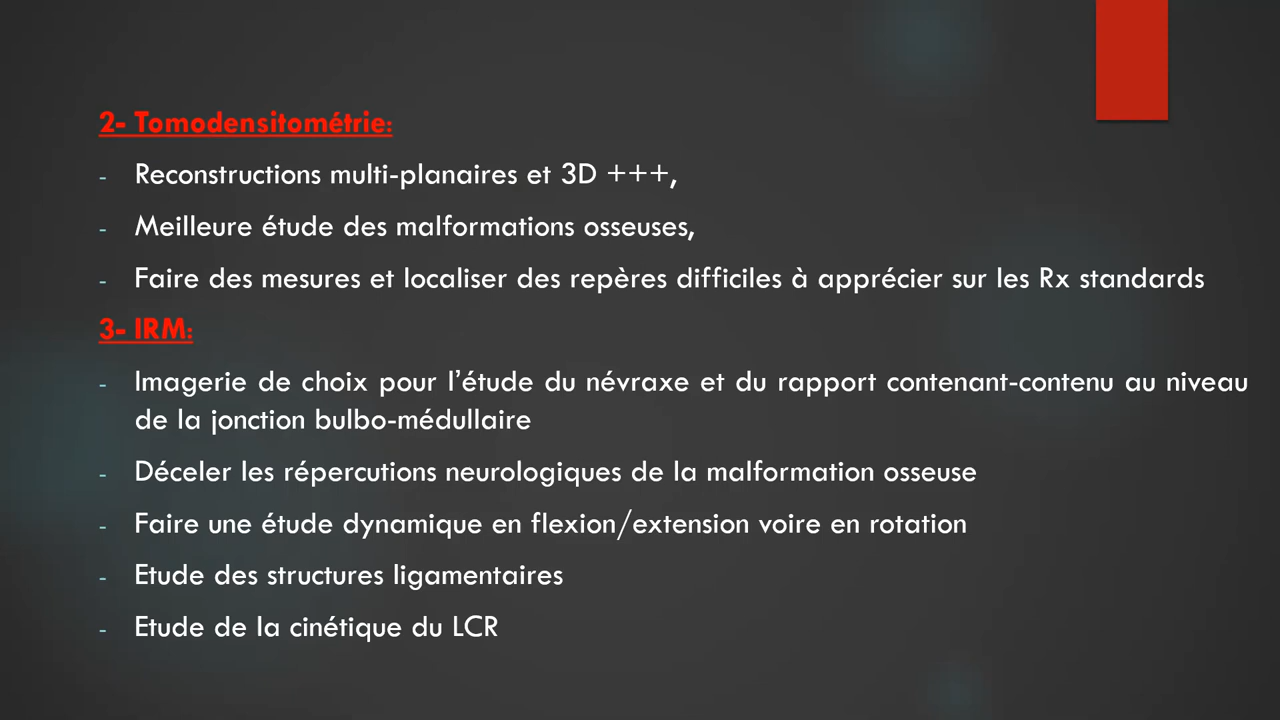 2- Tomodensitométrie:
- Reconstructions multi-planaires et 3D +++,
- Meilleure étude des malformations osseuses,
- Faire des mesures et localiser des repères difficiles à apprécier sur les Rx standards
3- IRM:
- Imagerie de choix pour l’étude du névraxe et du rapport contenant-contenu au niveau
de la jonction bulbo-médullaire
- Déceler les répercutions neurologiques de la malformation osseuse
- Faire une étude dynamique en flexion/extension voire en rotation
- Etude des structures ligamentaires
- Etude de la cinétique du LCR